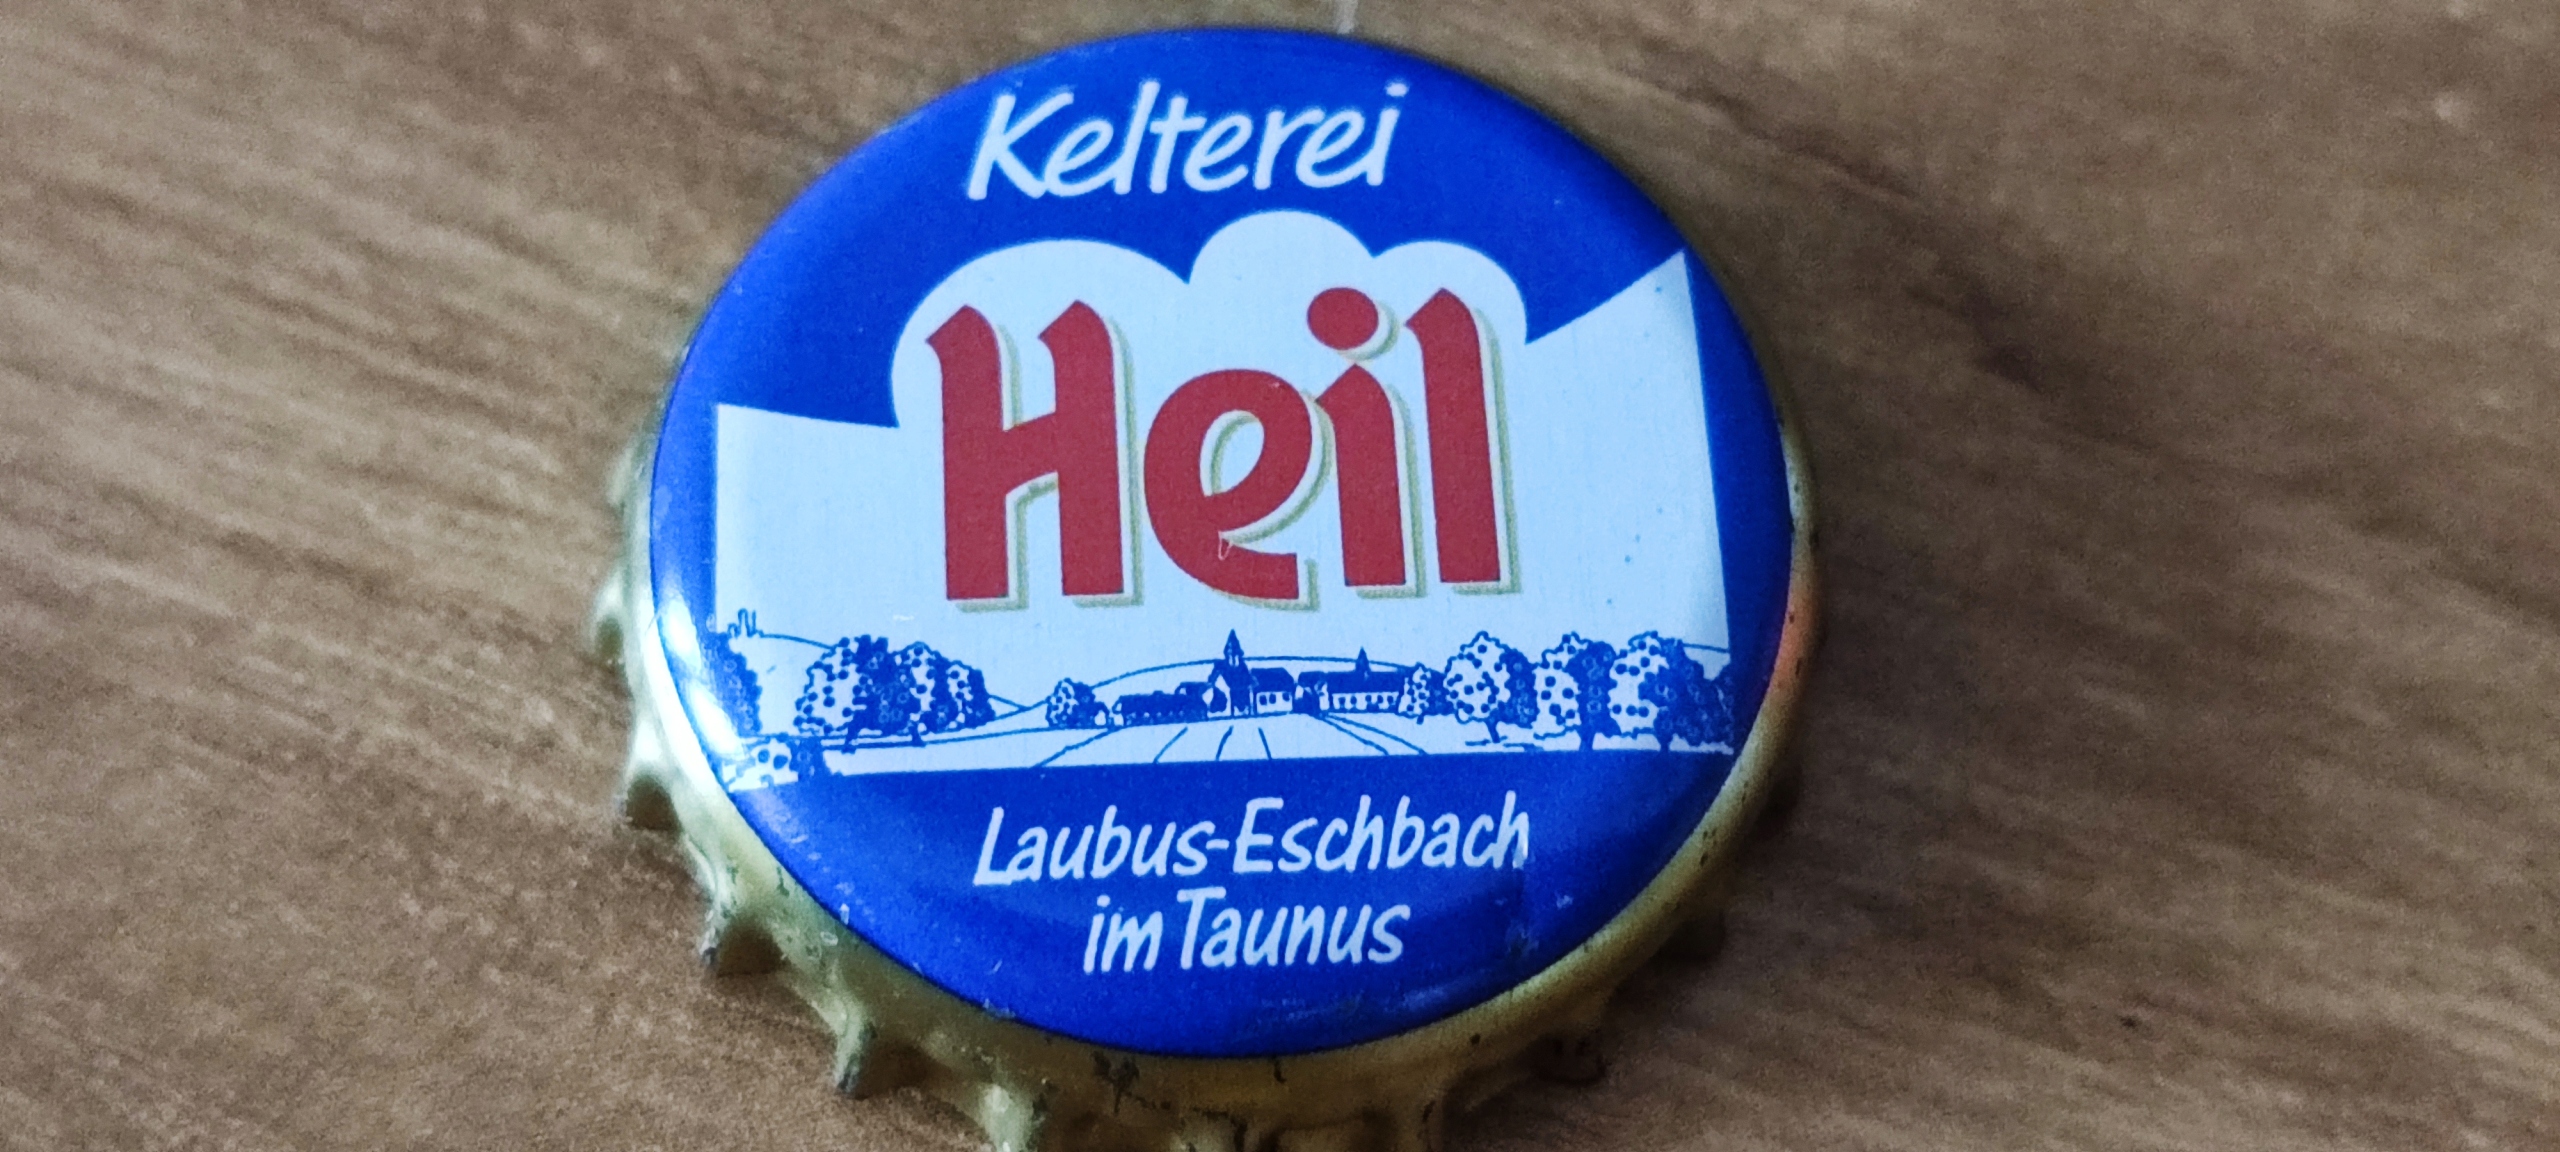 Kelterei
Heil
Laubus-Eschbach
im Taunus